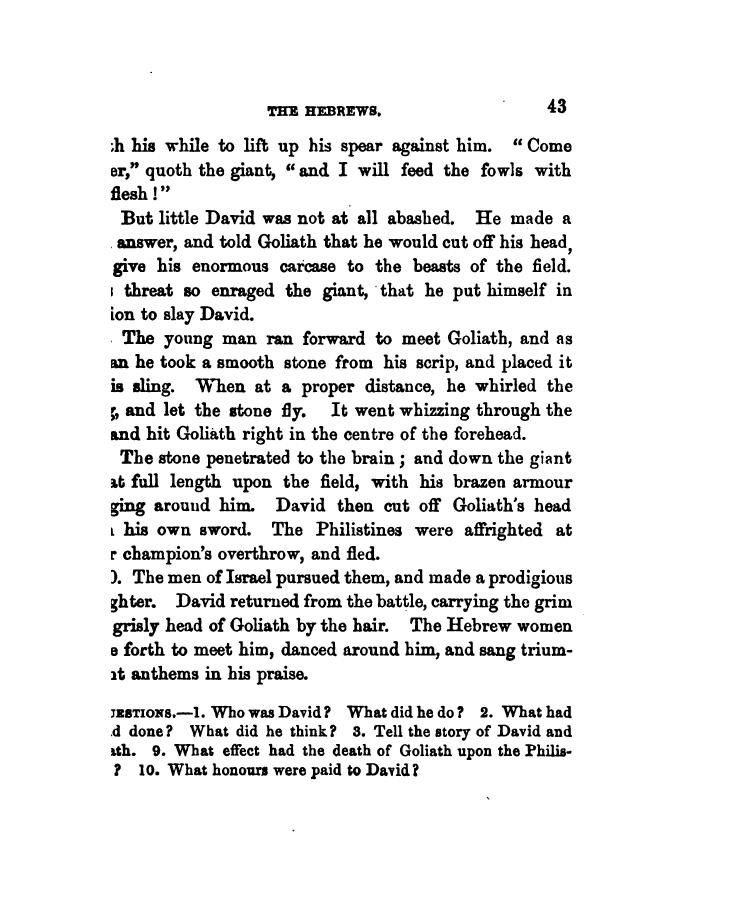 THE HEBREWS. 43
his while to lift up his spear against him. "Come
er," quoth the giant, "and I will feed the fowls with
flesh!"
But little David was not at all abashed. He made a
answer, and told Goliath that he would cut off his head,
give his enormous carcase to the beasts of the field.
threat so enraged the giant, that he put himself in
ion to slay David.
The young man ran forward to meet Goliath, and as
an he took a smooth stone from his scrip, and placed it
is sling. When at a proper distance, he whirled the
, and let the stone fly. It went whizzing through the
and hit Goliath right in the centre of the forehead.
The stone penetrated to the brain; and down the giant
at full length upon the field, with his brazen armour
ging around him. David then cut off Goliath's head
his own sword. The Philistines were affrighted at
r champion's overthrow, and fled.
. The men of Israel pursued them, and made a prodigious
ghter. David returned from the battle, carrying the grim
grisly head of Goliath by the hair. The Hebrew women
e forth to meet him, danced around him, and sang trium-
nt anthems in his praise.
ESTIONS.—1. Who was David? What did he do? 2. What had
d done? What did he think? 3. Tell the story of David and
ath. 9. What effect had the death of Goliath upon the Philis-
? 10. What honours were paid to David?